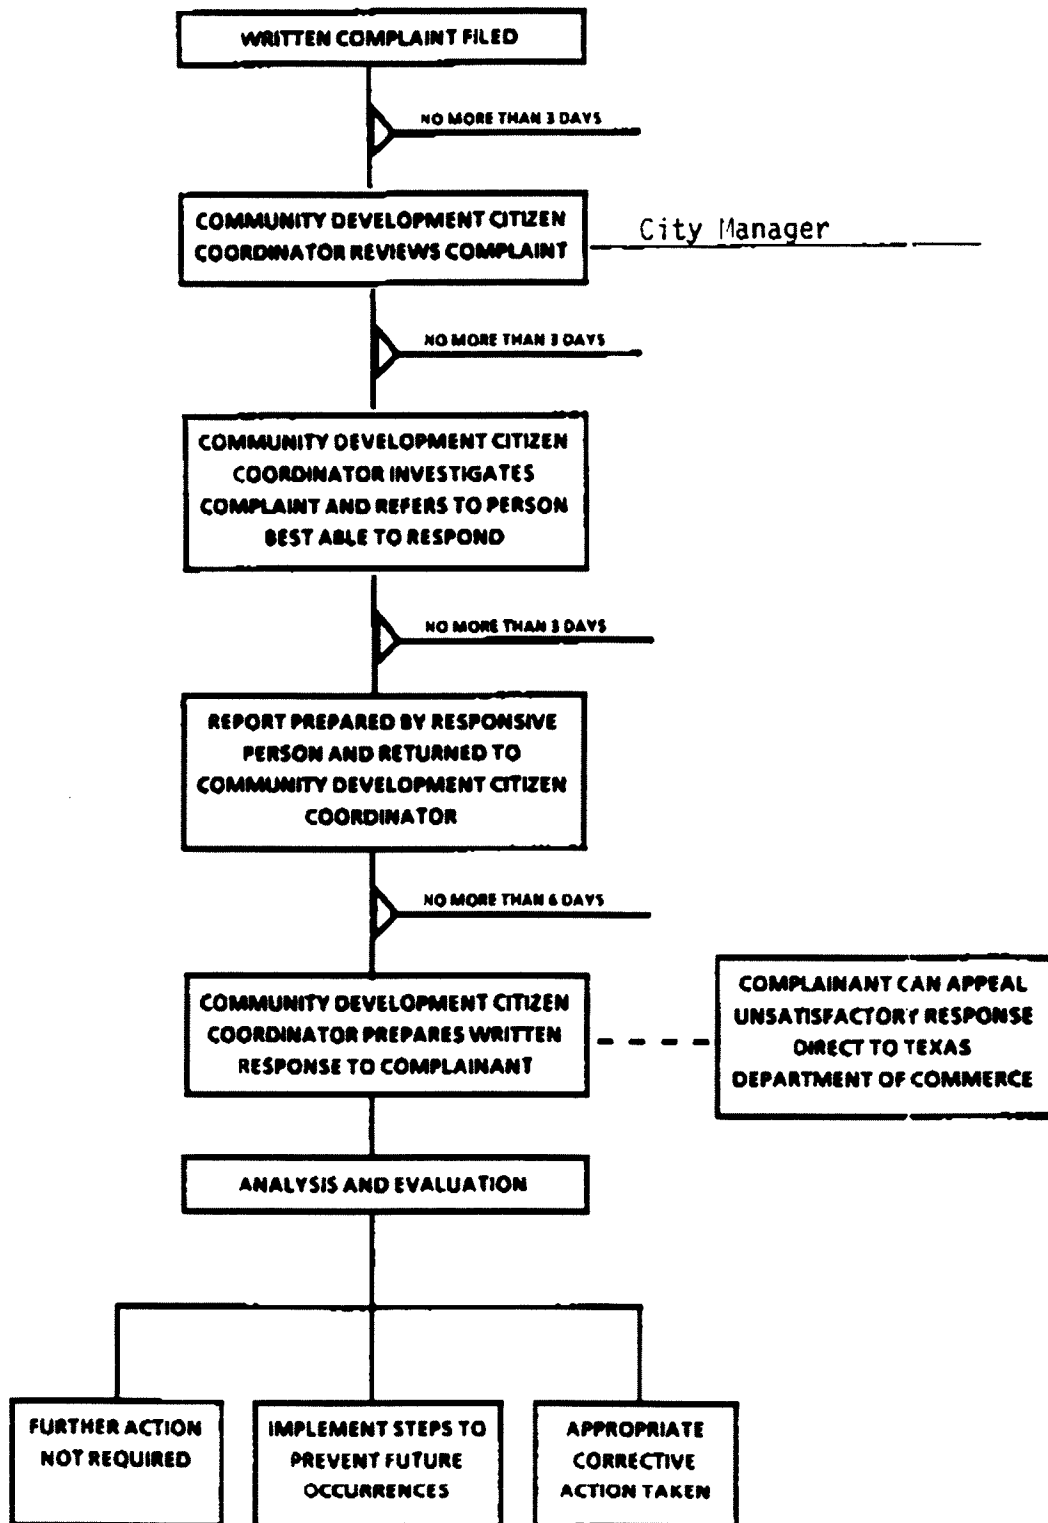 WRITTEN COMPLAINT FILED
NO MORE THAN 3 DAYS
COMMUNITY DEVELOPMENT CITIZEN
COORDINATOR REVIEWS COMPLAINT
City Manager
NO MORE THAN 3 DAYS
COMMUNITY DEVELOPMENT CITIZEN
COORDINATOR INVESTIGATES
COMPLAINT AND REFERS TO PERSON
BEST ABLE TO RESPOND
NO MORE THAN 3 DAYS
REPORT PREPARED BY RESPONSIVE
PERSON AND RETURNED TO
COMMUNITY DEVELOPMENT CITIZEN
COORDINATOR
NO MORE THAN 6 DAYS
COMMUNITY DEVELOPMENT CITIZEN
COORDINATOR PREPARES WRITTEN
RESPONSE TO COMPLAINANT
COMPLAINANT CAN APPEAL
UNSATISFACTORY RESPONSE
DIRECT TO TEXAS
DEPARTMENT OF COMMERCE
ANALYSIS AND EVALUATION
FURTHER ACTION
NOT REQUIRED
IMPLEMENT STEPS TO
PREVENT FUTURE
OCCURRENCES
APPROPRIATE
CORRECTIVE
ACTION TAKEN